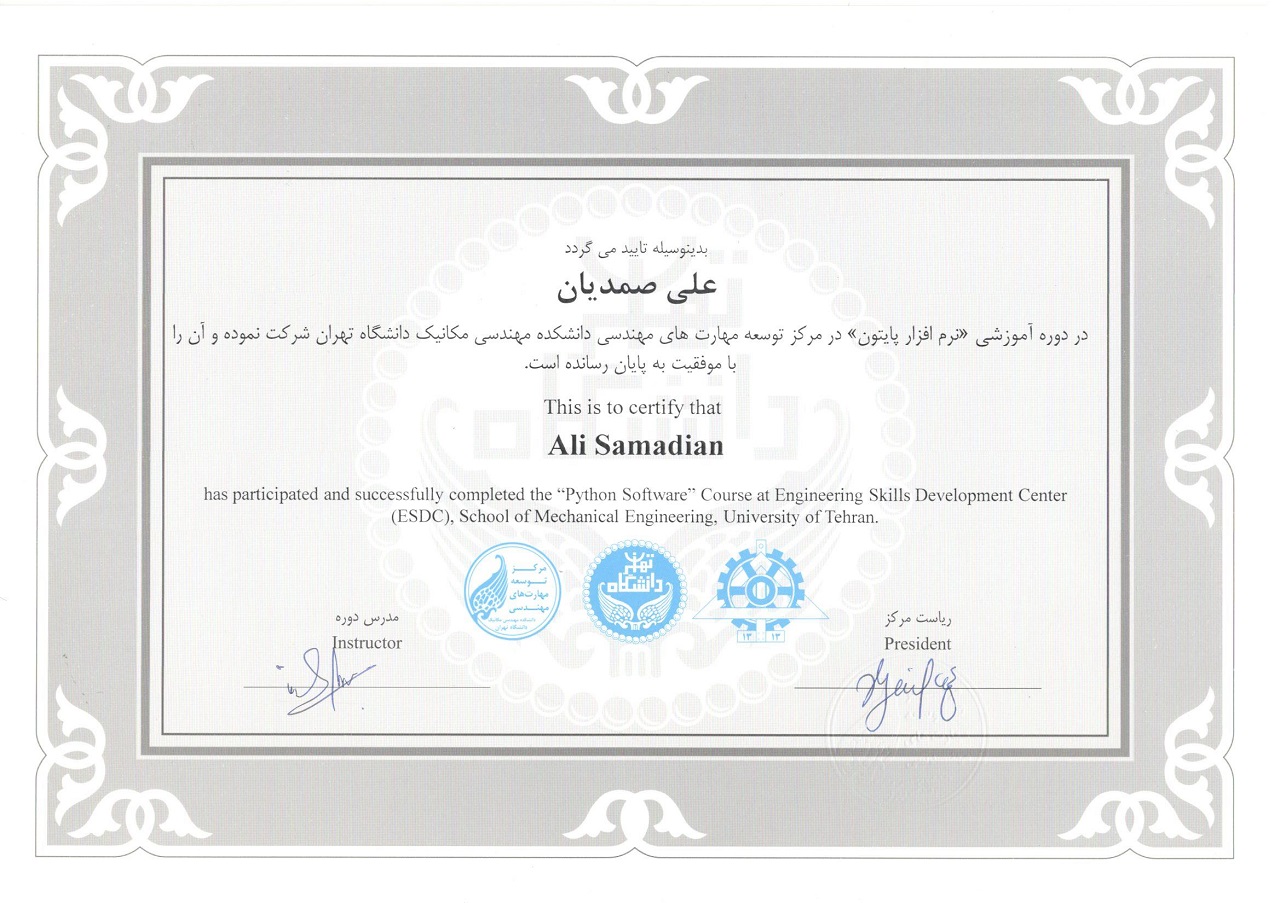 بدینوسیله تایید می گردد
علی صمدیان
در دوره آموزشی «نرم افزار پایتون» در مرکز توسعه مهارت های مهندسی دانشکده مهندسی مکانیک دانشگاه تهران شرکت نموده و آن را
با موفقیت به پایان رسانده است.
This is to certify that
Ali Samadian
has participated and successfully completed the “Python Software” Course at Engineering Skills Development Center
(ESDC), School of Mechanical Engineering, University of Tehran.
مرکز
توسعه
مهارت‌های
مهندسی
دانشکده مهندسی مکانیک
دانشگاه تهران
دانشگاه
تهران
۱۳ ۱۳
ریاست مرکز
President
مدرس دوره
Instructor